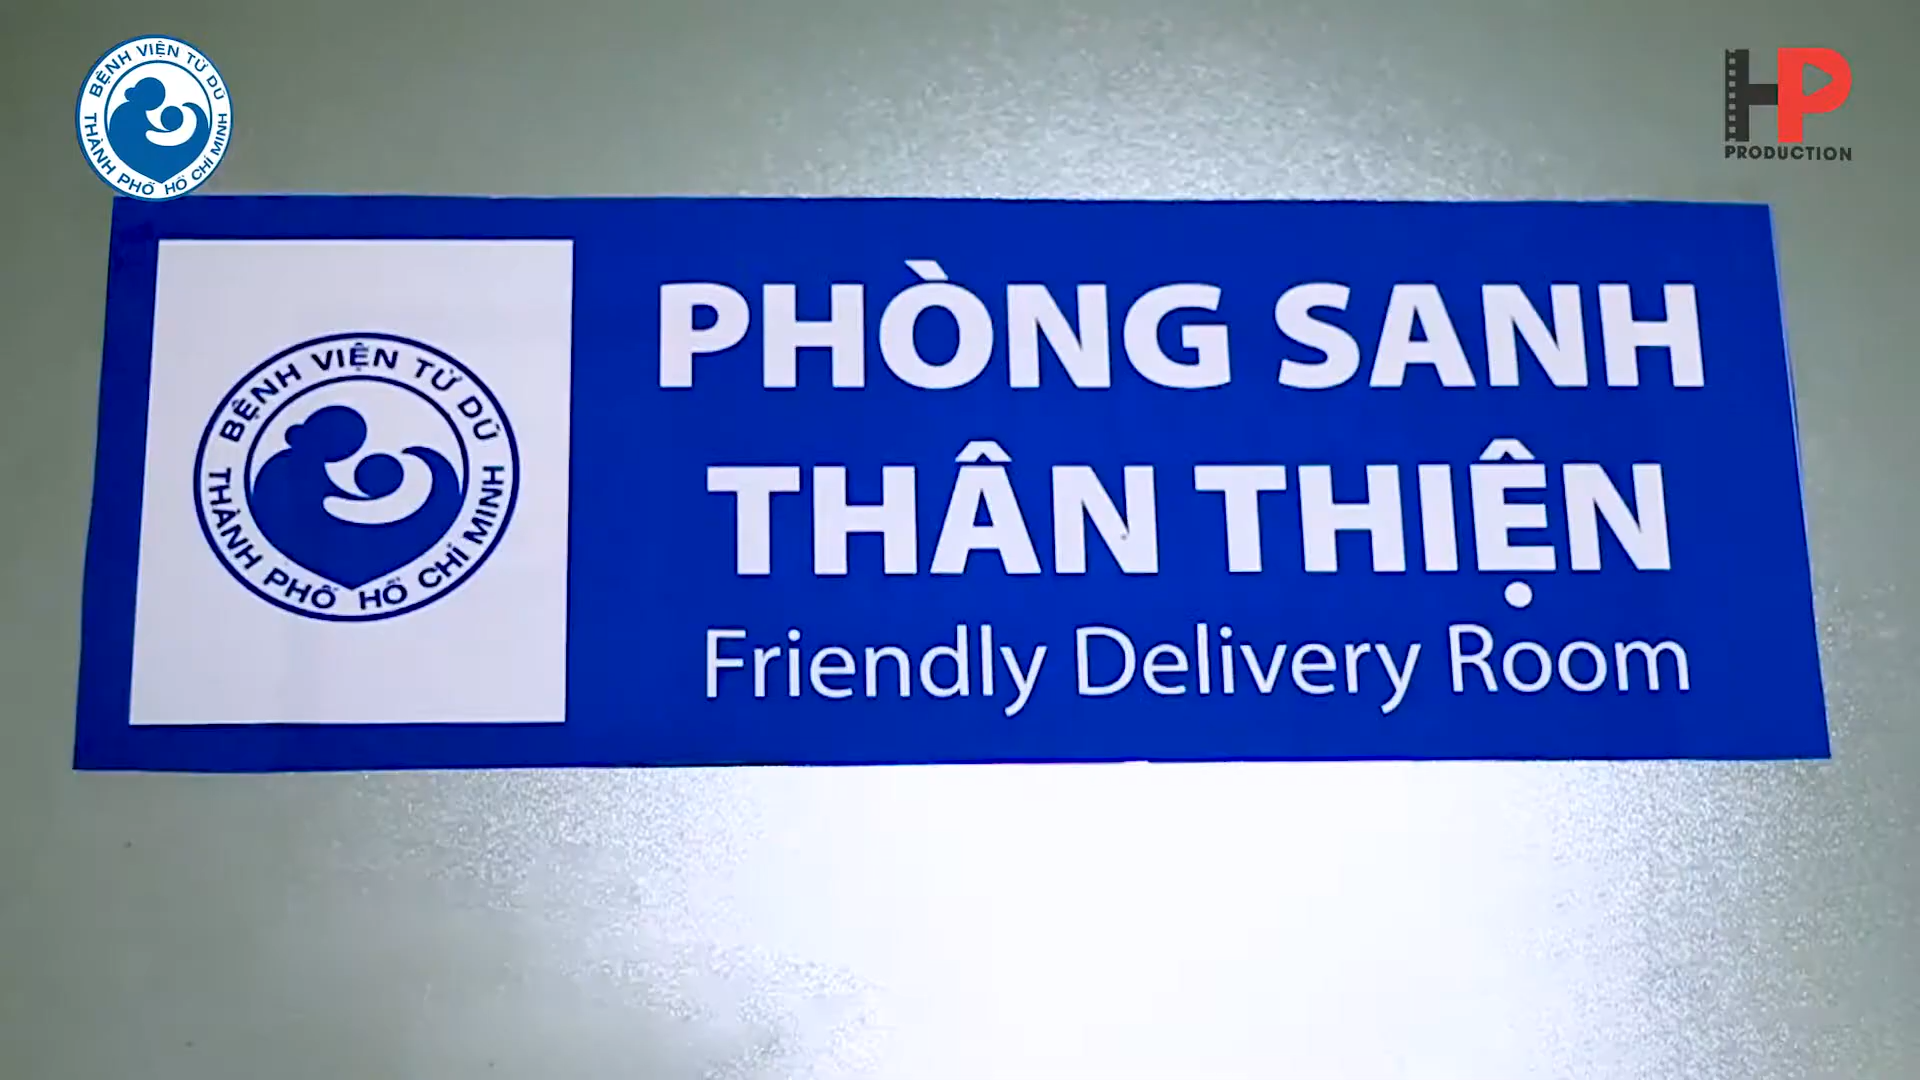 BỆNH VIỆN TỪ DŨ
THÀNH PHỐ HỒ CHÍ MINH
HP
PRODUCTION
BỆNH VIỆN TỪ DŨ
THÀNH PHỐ HỒ CHÍ MINH
PHÒNG SANH
THÂN THIỆN
Friendly Delivery Room